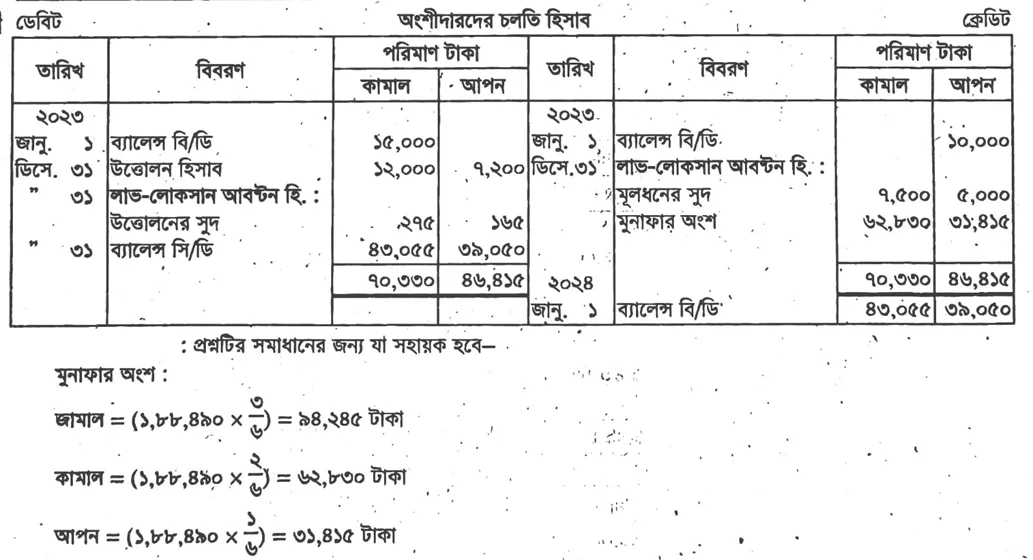 ডেবিট অংশীদারদের চলতি হিসাব ক্রেডিট
তারিখ বিবরণ পরিমাণ টাকা তারিখ বিবরণ পরিমাণ টাকা
কামাল আপন কামাল আপন
২০২৩ ২০২৩
জানু. ১ ব্যালেন্স বি/ডি ১৫,০০০ জানু. ১ ব্যালেন্স বি/ডি ১০,০০০
ডিসে. ৩১ উত্তোলন হিসাব ১২,০০০ ৭,২০০ ডিসে.৩১ লাভ-লোকসান আবণ্টন হি. :
" ৩১ লাভ-লোকসান আবণ্টন হি. : মূলধনের সুদ ৭,৫০০ ৫,০০০
উত্তোলনের সুদ ২৭৫ ১৬৫ মুনাফার অংশ ৬২,৮৩০ ৩১,৪১৫
" ৩১ ব্যালেন্স সি/ডি ৪৩,০৫৫ ৩৯,০৫০
৭০,৩৩০ ৪৬,৪১৫ ২০২৪ ৭০,৩৩০ ৪৬,৪১৫
জানু. ১ ব্যালেন্স বি/ডি ৪৩,০৫৫ ৩৯,০৫০
: প্রশ্নটির সমাধানের জন্য যা সহায়ক হবে–
মুনাফার অংশ :
জামাল = (১,৮৮,৪৯০ × ৩/৬) = ৯৪,২৪৫ টাকা
কামাল = (১,৮৮,৪৯০ × ২/৬) = ৬২,৮৩০ টাকা
আপন = (১,৮৮,৪৯০ × ১/৬) = ৩১,৪১৫ টাকা